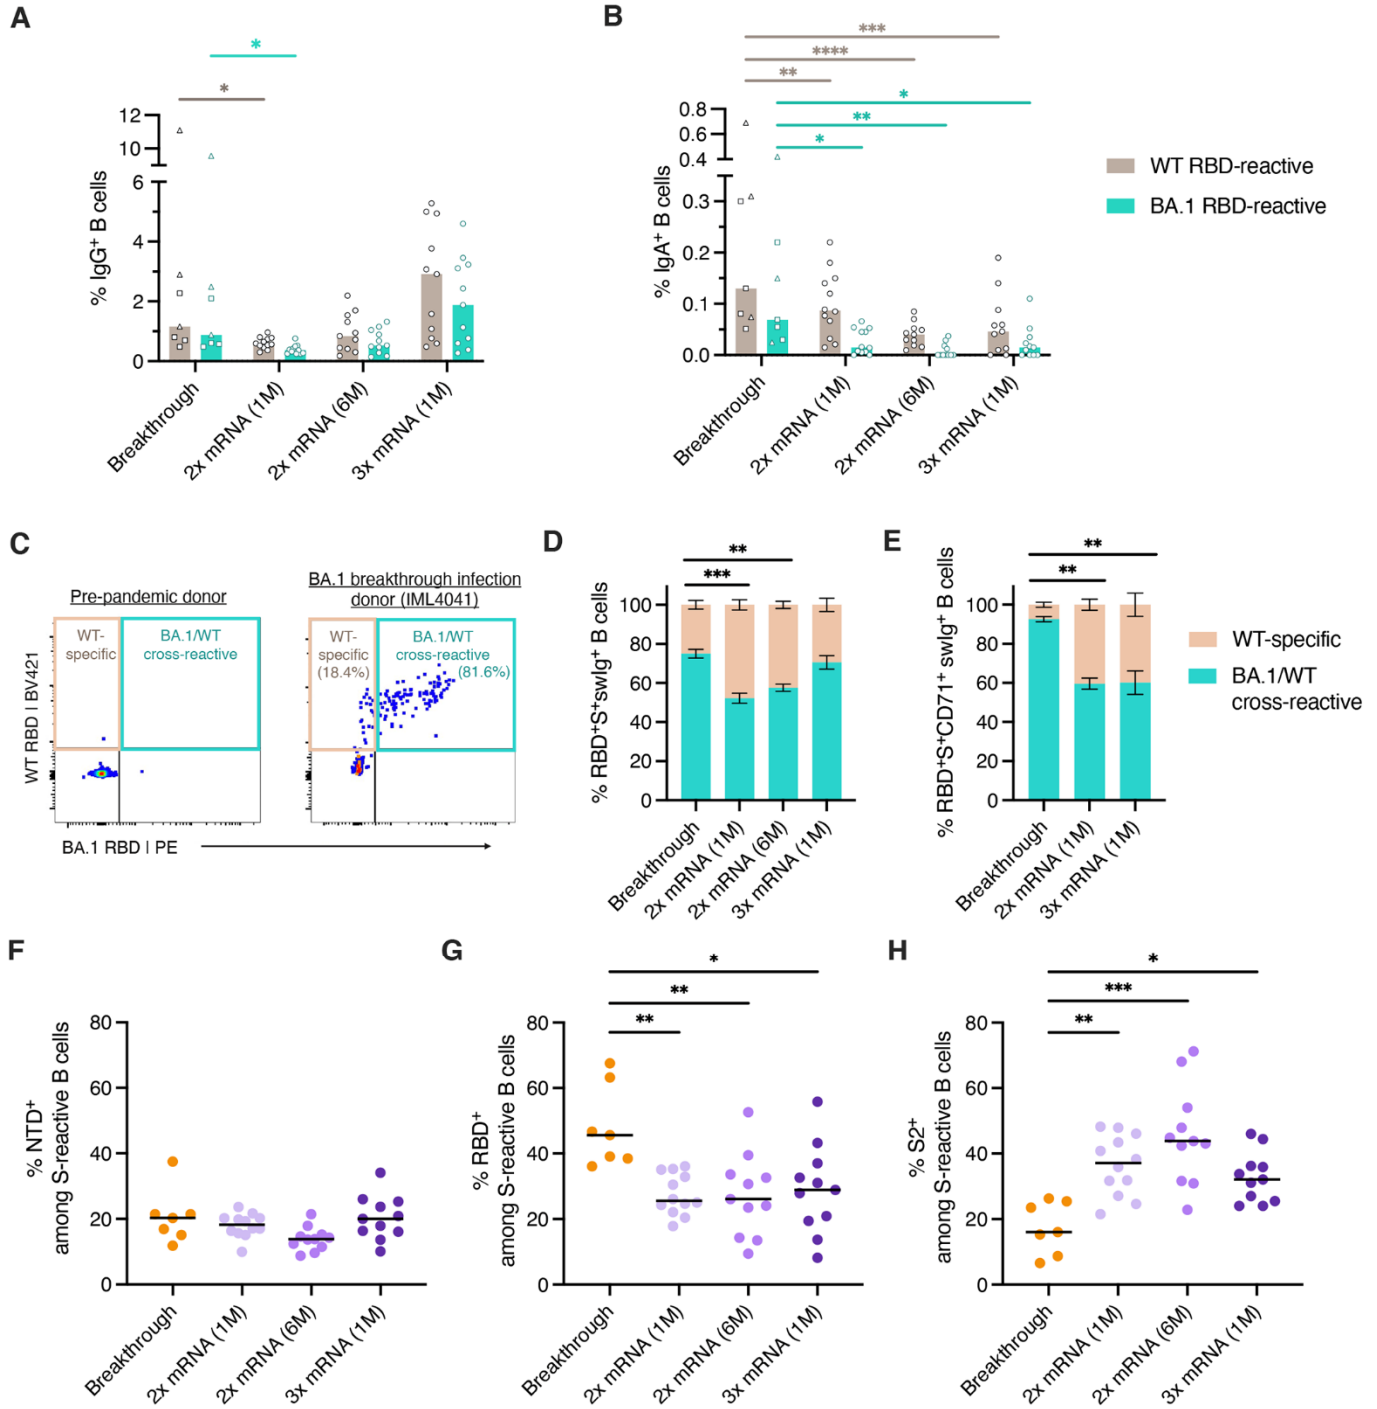 A
*
*
12
10
6
4
2
0
% IgG+ B cells
Breakthrough
2x mRNA (1M)
2x mRNA (6M)
3x mRNA (1M)
B
***
****
**
*
**
*
0.8
0.6
0.4
0.3
0.2
0.1
0.0
% IgA+ B cells
Breakthrough
2x mRNA (1M)
2x mRNA (6M)
3x mRNA (1M)
WT RBD-reactive
BA.1 RBD-reactive
C
Pre-pandemic donor
WT-
specific
BA.1/WT
cross-reactive
BA.1 breakthrough infection
donor (IML4041)
WT-
specific
(18.4%)
BA.1/WT
cross-reactive
(81.6%)
WT RBD | BV421
BA.1 RBD | PE
D
**
***
100
80
60
40
20
0
% RBD+S+swIg+ B cells
Breakthrough
2x mRNA (1M)
2x mRNA (6M)
3x mRNA (1M)
E
**
**
100
80
60
40
20
0
% RBD+S+CD71+ swIg+ B cells
Breakthrough
2x mRNA (1M)
3x mRNA (1M)
WT-specific
BA.1/WT
cross-reactive
F
80
60
40
20
0
% NTD+
among S-reactive B cells
Breakthrough
2x mRNA (1M)
2x mRNA (6M)
3x mRNA (1M)
G
*
**
**
80
60
40
20
0
% RBD+
among S-reactive B cells
Breakthrough
2x mRNA (1M)
2x mRNA (6M)
3x mRNA (1M)
H
*
***
**
80
60
40
20
0
% S2+
among S-reactive B cells
Breakthrough
2x mRNA (1M)
2x mRNA (6M)
3x mRNA (1M)